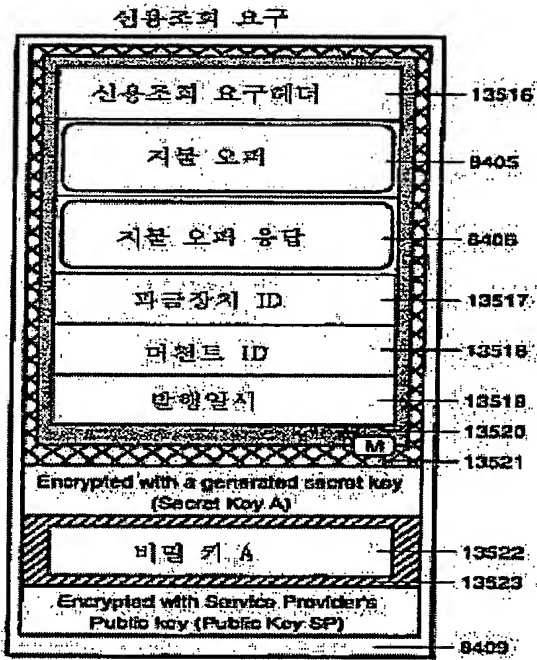 신용조회 요구
신용조회 요구헤더
13516
지불 오퍼
8405
지불 오퍼 응답
8408
과금장치 ID
13517
머천트 ID
13518
발행일시
13519
13520
M
13521
Encrypted with a generated secret key
(Secret Key A)
비밀 키 A
13522
13523
Encrypted with Service Provider's
Public key (Public Key SP)
8409